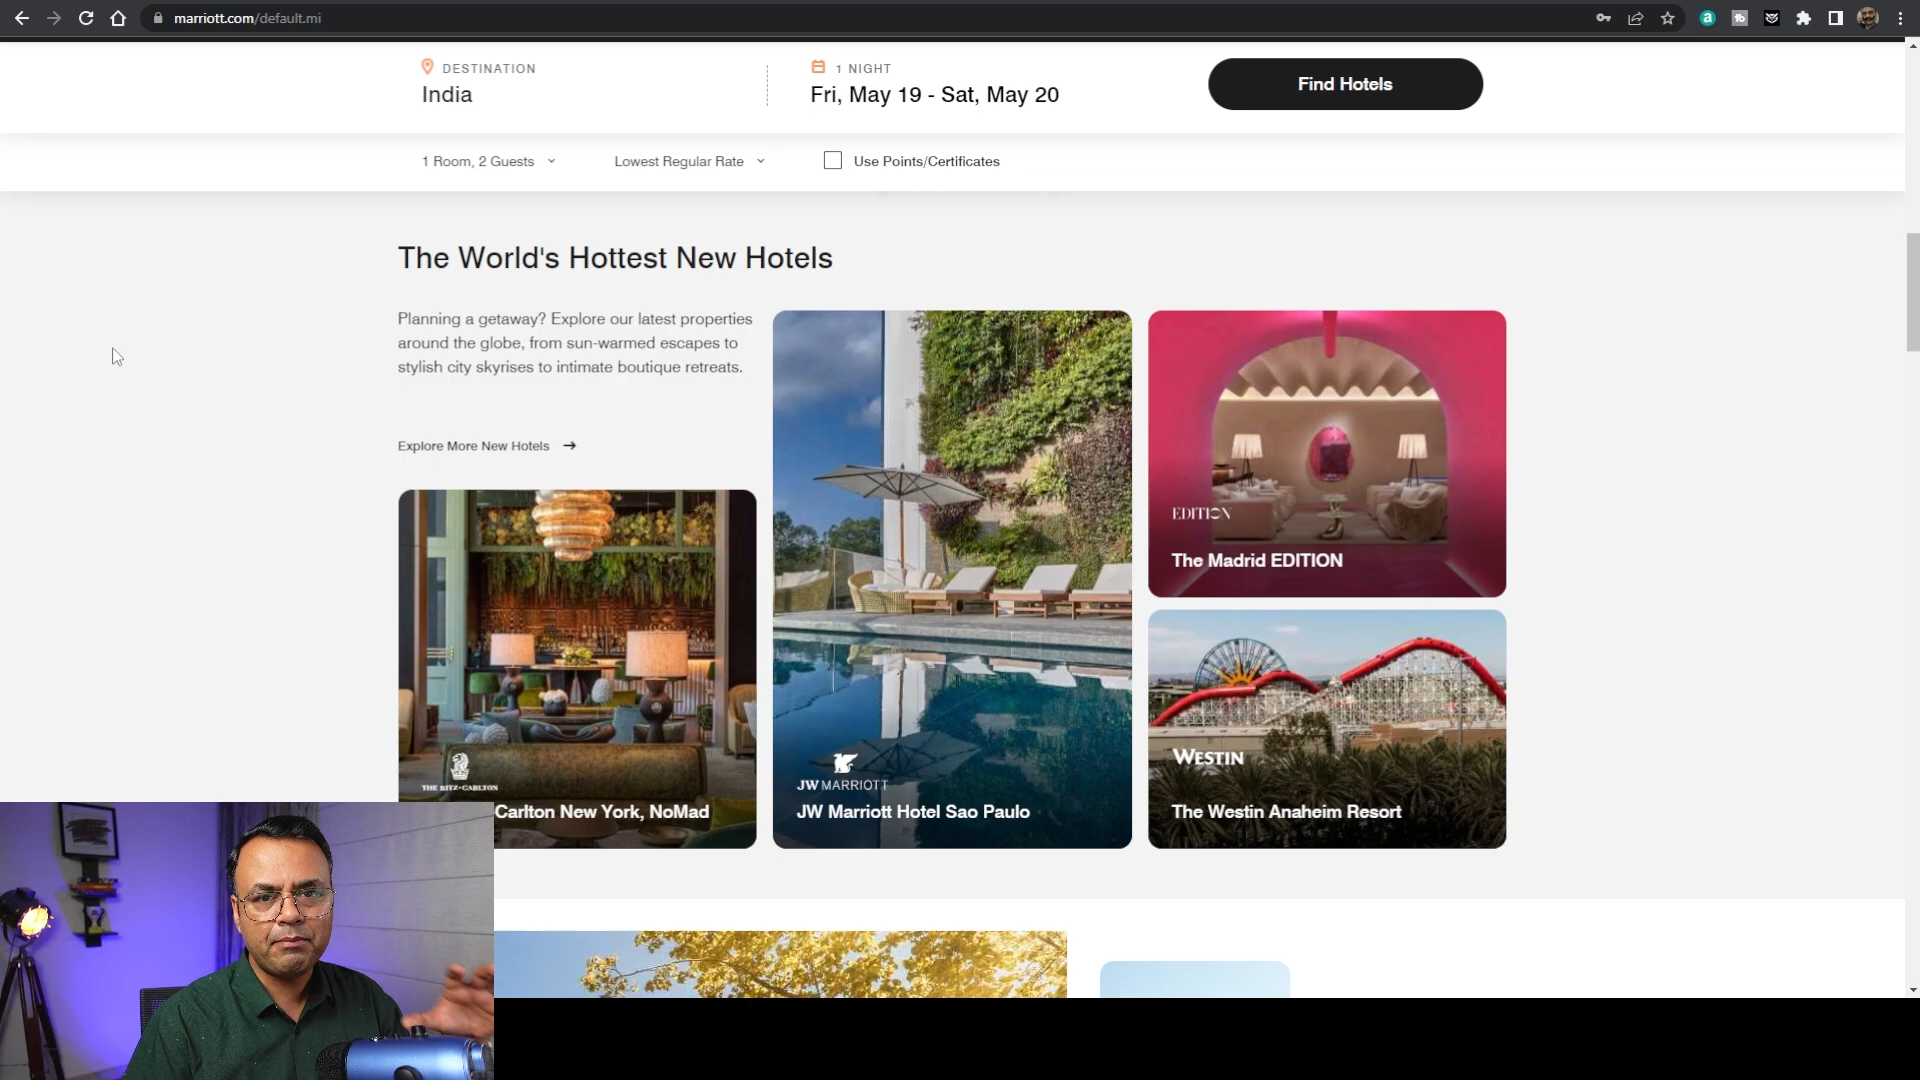 marriott.com/default.mi
DESTINATION
India
1 NIGHT
Fri, May 19 - Sat, May 20
Find Hotels
1 Room, 2 Guests
Lowest Regular Rate
Use Points/Certificates
The World's Hottest New Hotels
Planning a getaway? Explore our latest properties
around the globe, from sun-warmed escapes to
stylish city skyrises to intimate boutique retreats.
Explore More New Hotels
THE RITZ-CARLTON
Carlton New York, NoMad
JW MARRIOTT
JW Marriott Hotel Sao Paulo
EDITION
The Madrid EDITION
WESTIN
The Westin Anaheim Resort